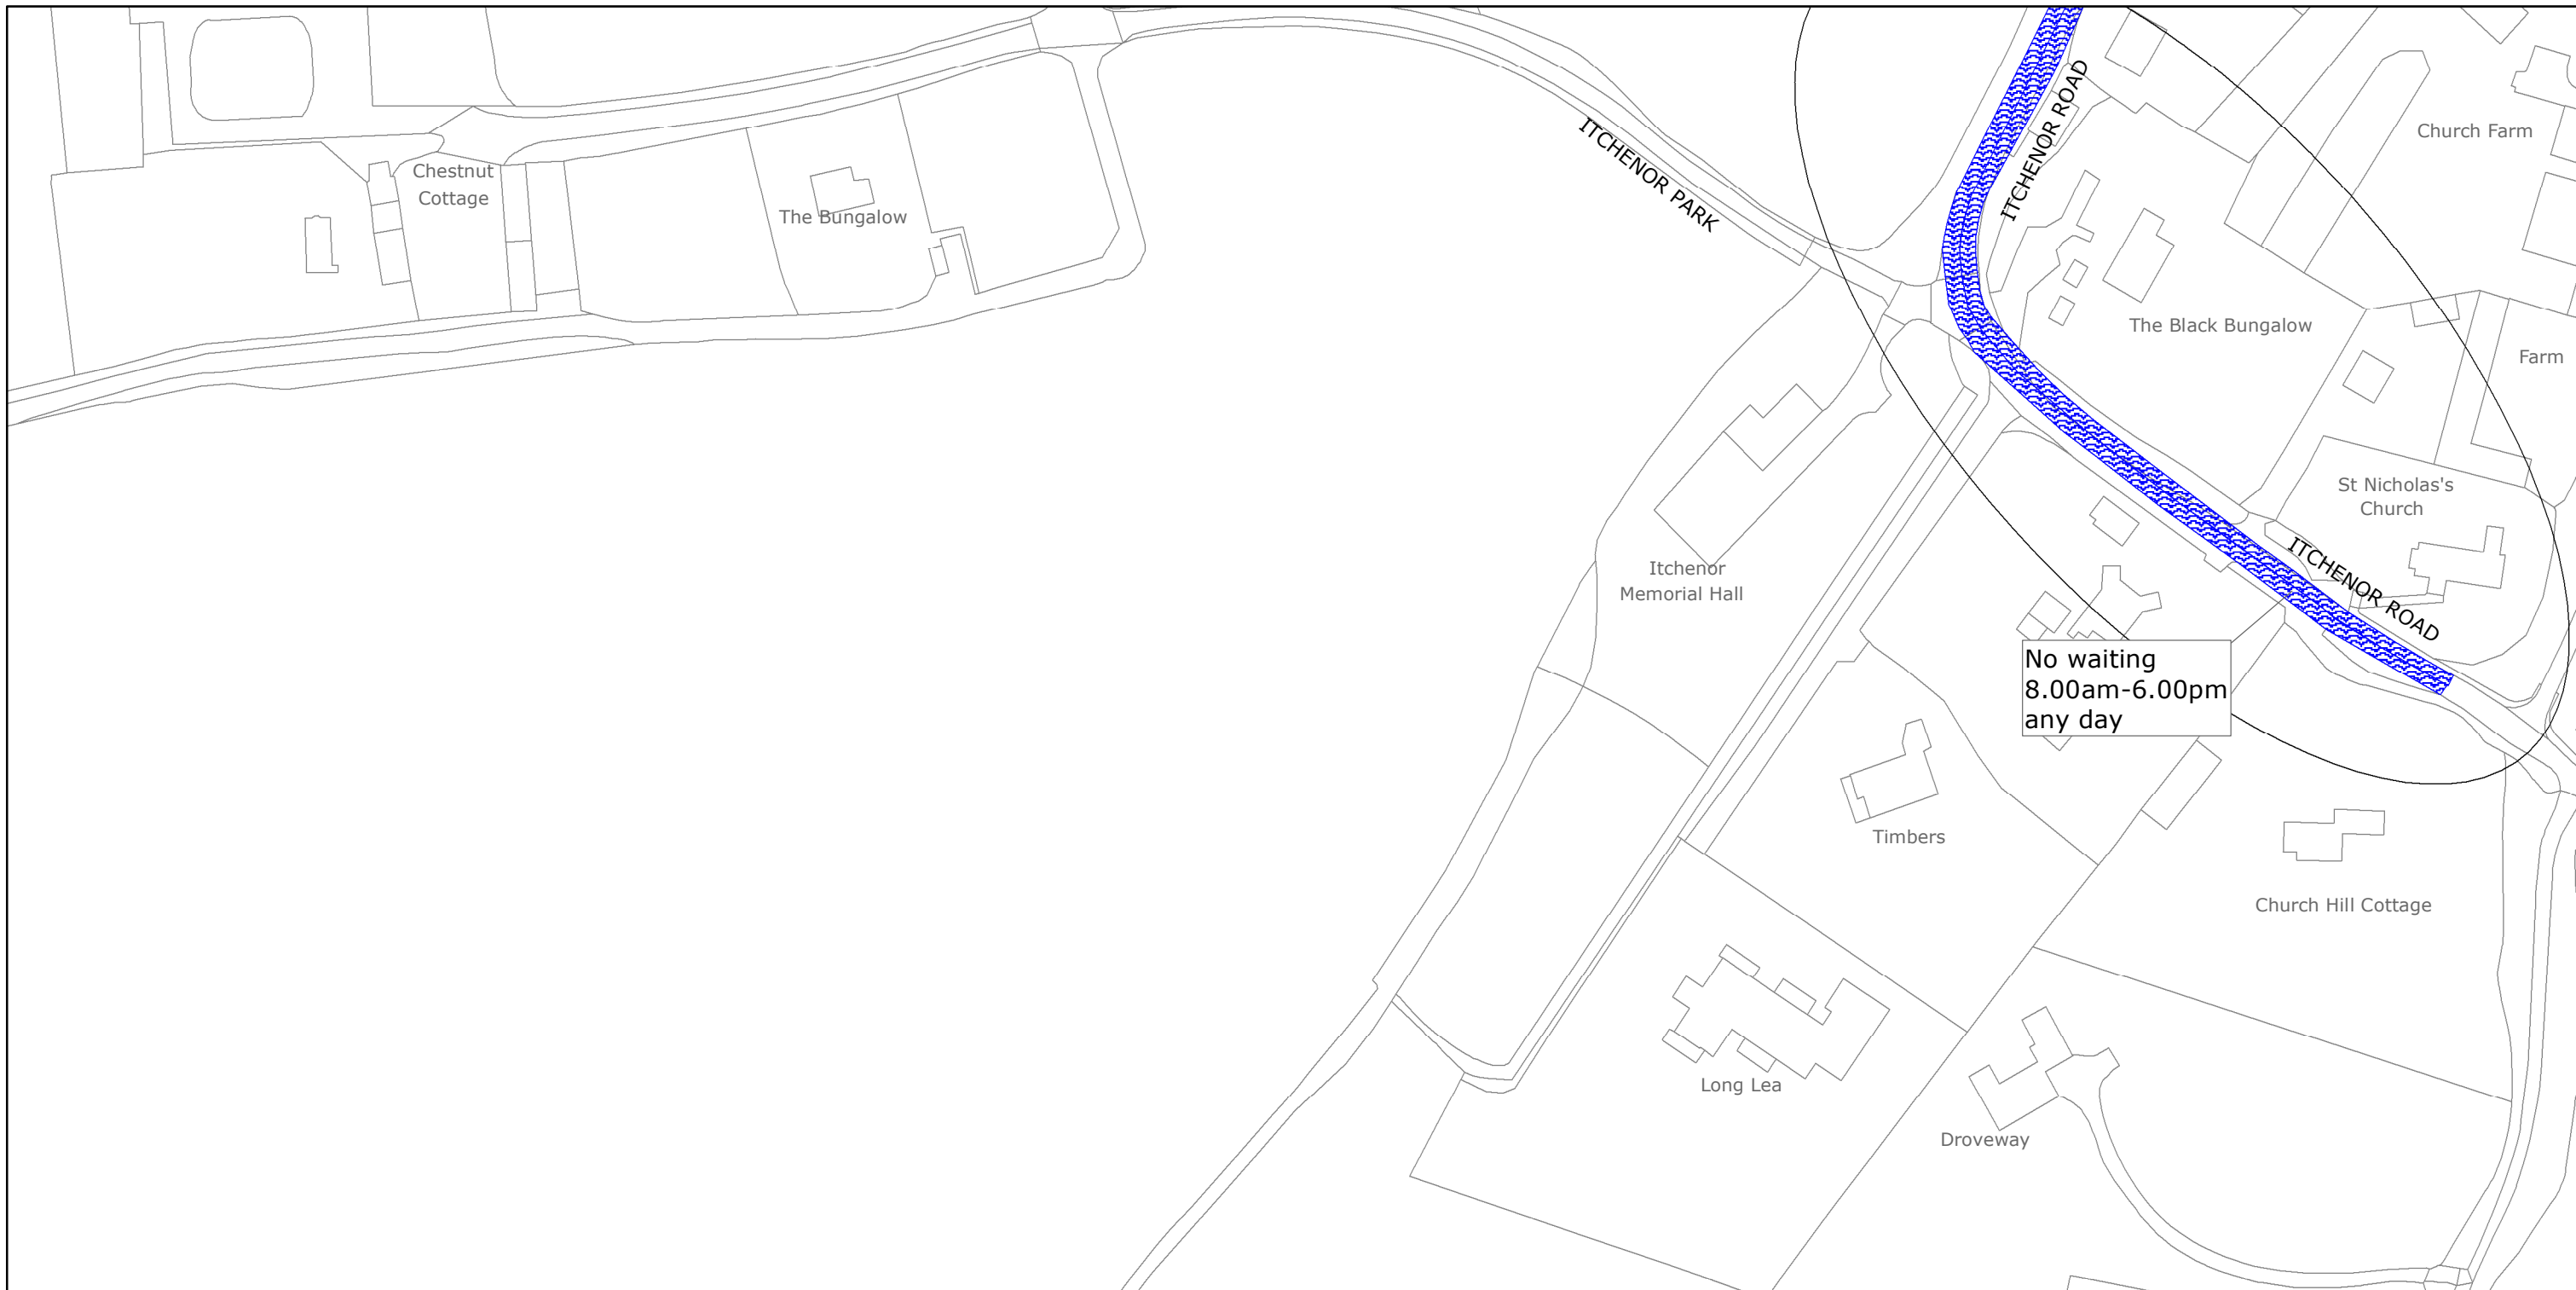 Chestnut
Cottage
The Bungalow
ITCHENOR PARK
ITCHENOR ROAD
Church Farm
The Black Bungalow
Farm
St Nicholas's
Church
ITCHENOR ROAD
Itchenor
Memorial Hall
No waiting
8.00am-6.00pm
any day
Timbers
Church Hill Cottage
Long Lea
Droveway